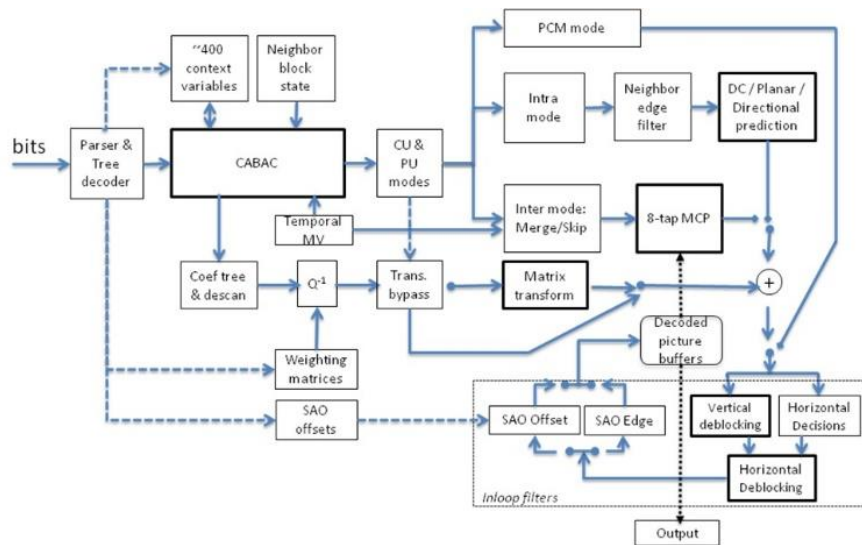 ~400
context
variables
Neighbor
block
state
PCM mode
bits
Parser &
Tree
decoder
CABAC
CU &
PU
modes
Intra
mode
Neighbor
edge
filter
DC / Planar /
Directional
prediction
Temporal
MV
Inter mode:
Merge/Skip
8-tap MCP
Coef tree
& descan
Q-1
Trans.
bypass
Matrix
transform
+
Weighting
matrices
Decoded
picture
buffers
SAO
offsets
SAO Offset
SAO Edge
Vertical
deblocking
Horizontal
Decisions
Horizontal
Deblocking
Inloop filters
Output